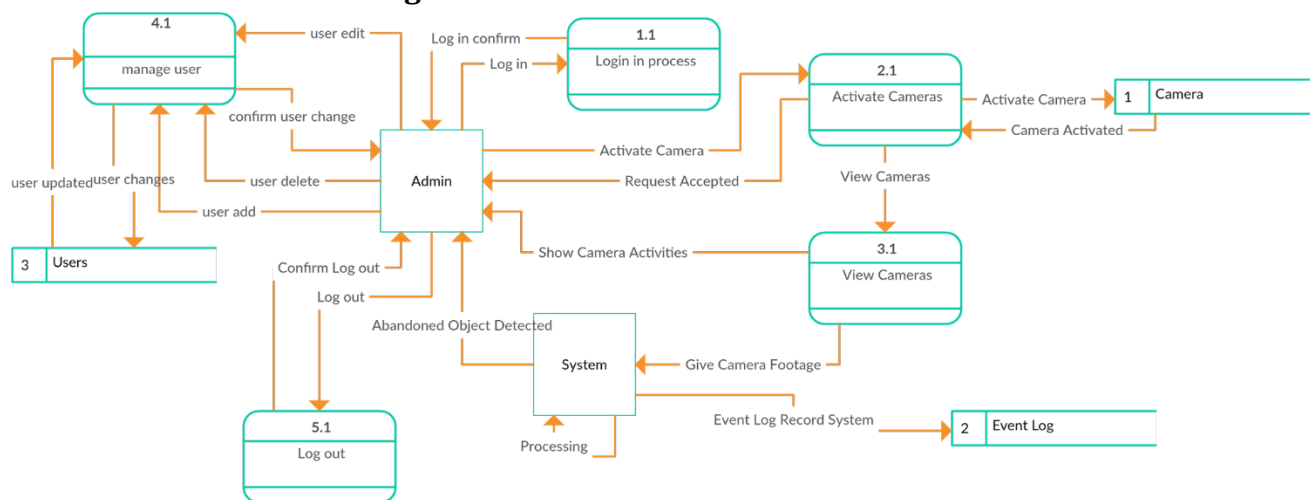 4.1
manage user
user edit
Log in confirm
Log in
1.1
Login in process
2.1
Activate Cameras
Activate Camera
Camera Activated
1
Camera
confirm user change
Activate Camera
Admin
Request Accepted
View Cameras
user updated
user changes
user delete
user add
3
Users
Show Camera Activities
3.1
View Cameras
Confirm Log out
Log out
Abandoned Object Detected
System
Give Camera Footage
Event Log Record System
2
Event Log
Processing
5.1
Log out